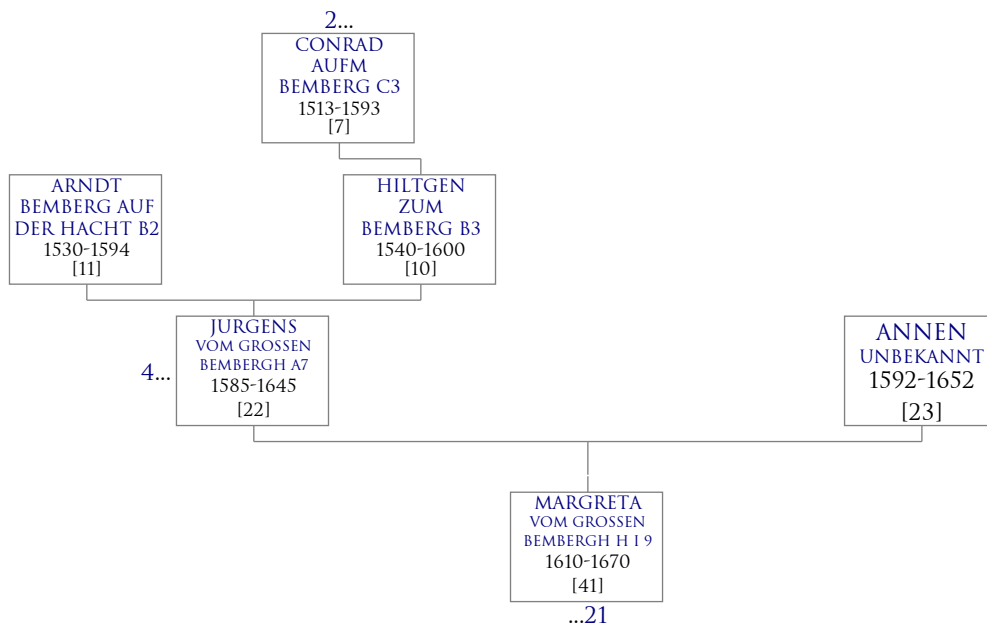 2...
CONRAD
AUFM
BEMBERG C3
1513-1593
[7]
ARNDT
BEMBERG AUF
DER HACHT B2
1530-1594
[11]
HILTGEN
ZUM
BEMBERG B3
1540-1600
[10]
4...
JURGENS
VOM GROSSEN
BEMBERGH A7
1585-1645
[22]
ANNEN
UNBEKANNT
1592-1652
[23]
MARGRETA
VOM GROSSEN
BEMBERGH H I 9
1610-1670
[41]
...21